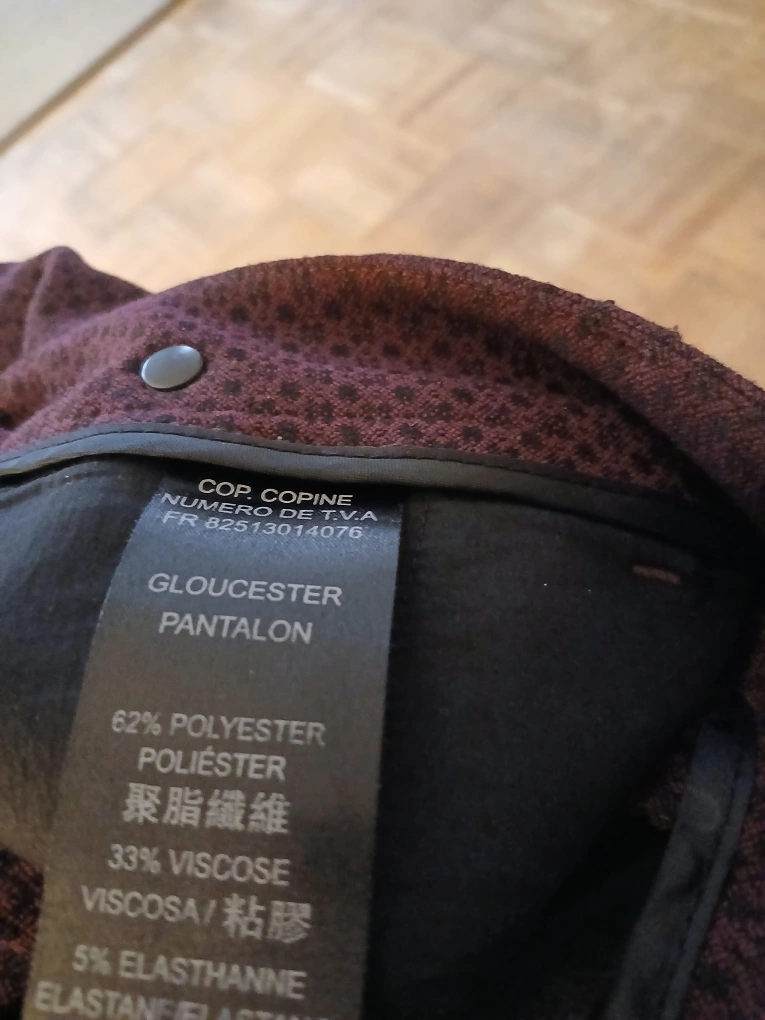 COP. COPINE
NUMERO DE T.V.A
FR 82513014076
GLOUCESTER
PANTALON
62% POLYESTER
POLIÉSTER
聚脂纖維
33% VISCOSE
VISCOSA / 粘膠
5% ELASTHANNE